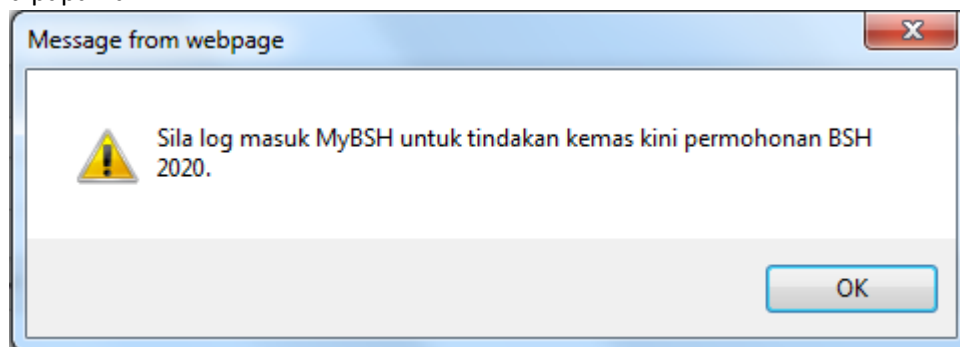 Message from webpage
Sila log masuk MyBSH untuk tindakan kemas kini permohonan BSH
2020.
OK